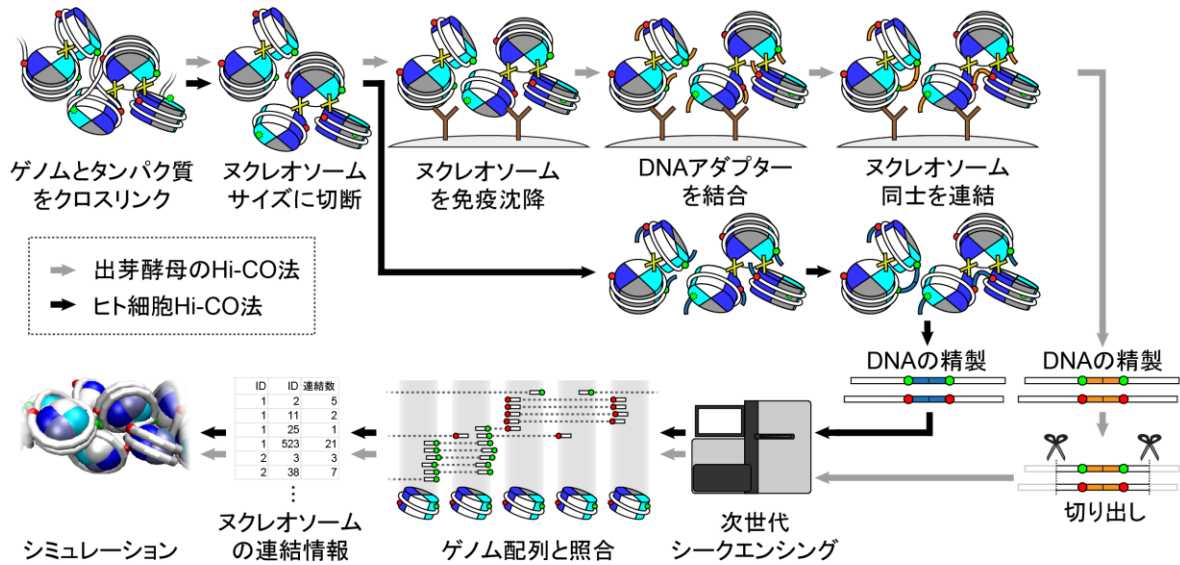 ゲノムとタンパク質
をクロスリンク
ヌクレオソーム
サイズに切断
ヌクレオソーム
を免疫沈降
DNAアダプター
を結合
ヌクレオソーム
同士を連結
出芽酵母のHi-CO法
ヒト細胞Hi-CO法
DNAの精製
DNAの精製
切り出し
次世代
シークエンシング
ゲノム配列と照合
ID ID 連結数
1 2 5
1 11 2
1 25 1
1 523 21
2 3 3
2 38 7
⋮
ヌクレオソーム
の連結情報
シミュレーション